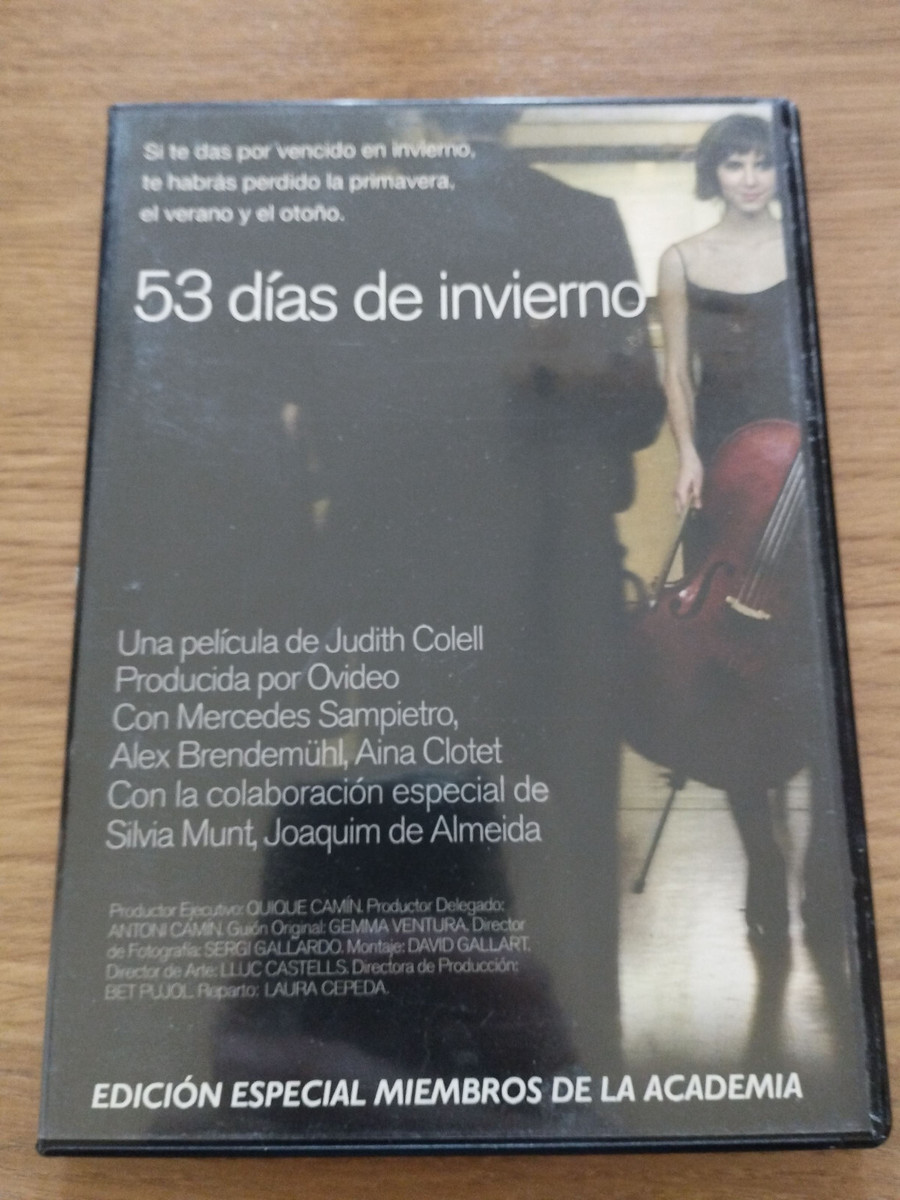 Si te das por vencido en invierno,
te habrás perdido la primavera,
el verano y el otoño.
53 días de invierno
Una película de Judith Colell
Producida por Ovideo
Con Mercedes Sampietro,
Alex Brendemühl, Aina Clotet
Con la colaboración especial de
Silvia Munt, Joaquim de Almeida
Productor Ejecutivo: QUIQUE CAMÍN. Productor Delegado:
ANTONI CAMÍN. Guión Original: GEMMA VENTURA. Director
de Fotografía: SERGI GALLARDO. Montaje: DAVID GALLART.
Director de Arte: LLUC CASTELLS. Directora de Producción:
BET PUJOL. Reparto: LAURA CEPEDA.
EDICIÓN ESPECIAL MIEMBROS DE LA ACADEMIA